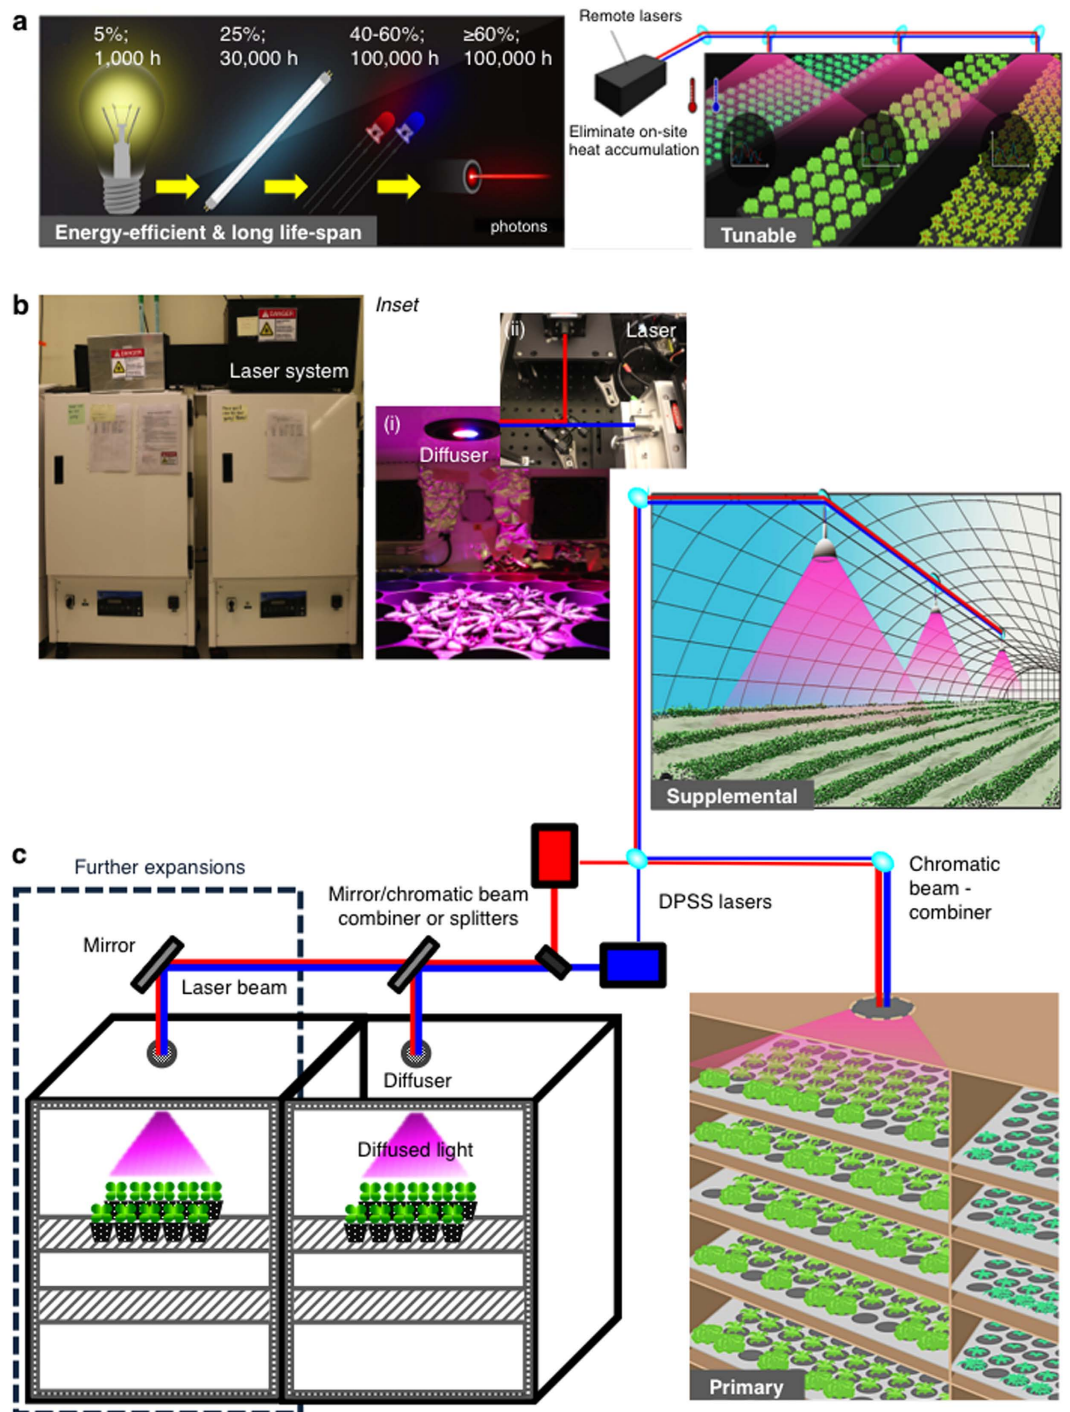 a
5%;
1,000 h
25%;
30,000 h
40-60%;
100,000 h
≥60%;
100,000 h
photons
Energy-efficient & long life-span
Remote lasers
Eliminate on-site
heat accumulation
Tunable
b
Inset
Laser system
DANGER
DANGER
(i)
Diffuser
(ii)
Laser
Supplemental
c
Further expansions
Mirror/chromatic beam
combiner or splitters
Mirror
Laser beam
Diffuser
Diffused light
DPSS lasers
Chromatic
beam -
combiner
Primary